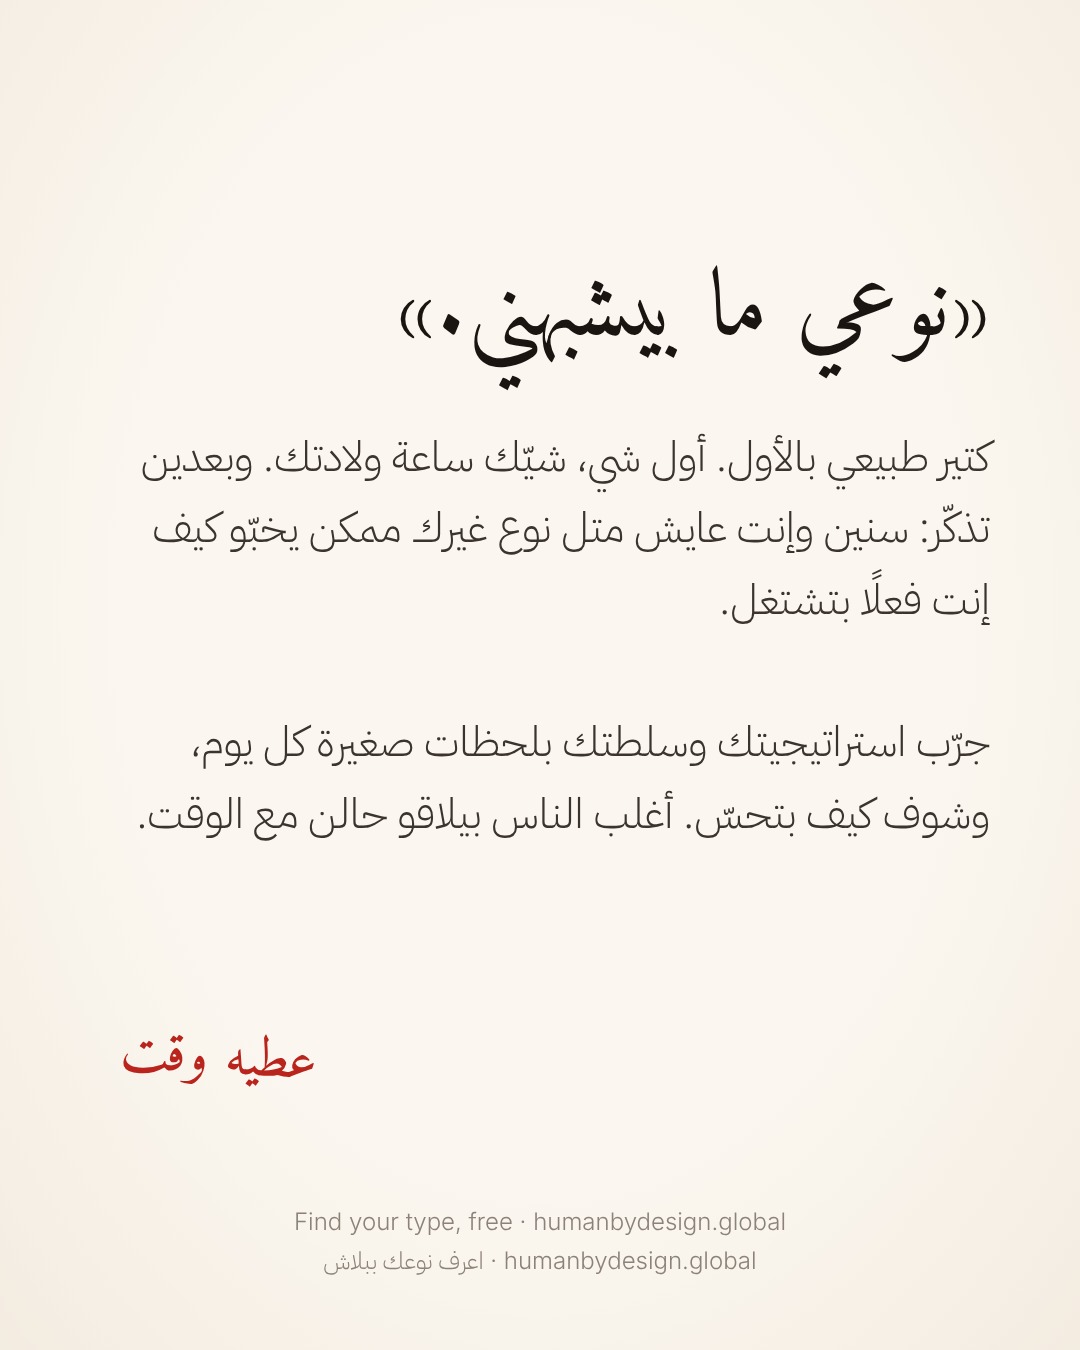 «نوعي ما بيشبهني.»
كتير طبيعي بالأول. أول شي، شيّك ساعة ولادتك. وبعدين
تذكّر: سنين وإنت عايش متل نوع غيرك ممكن يخبّو كيف
إنت فعلًا بتشتغل.
جرّب استراتيجيتك وسلطتك بلحظات صغيرة كل يوم،
وشوف كيف بتحسّ. أغلب الناس بيلاقو حالن مع الوقت.
عطيه وقت
Find your type, free · humanbydesign.global
اعرف نوعك ببلاش · humanbydesign.global